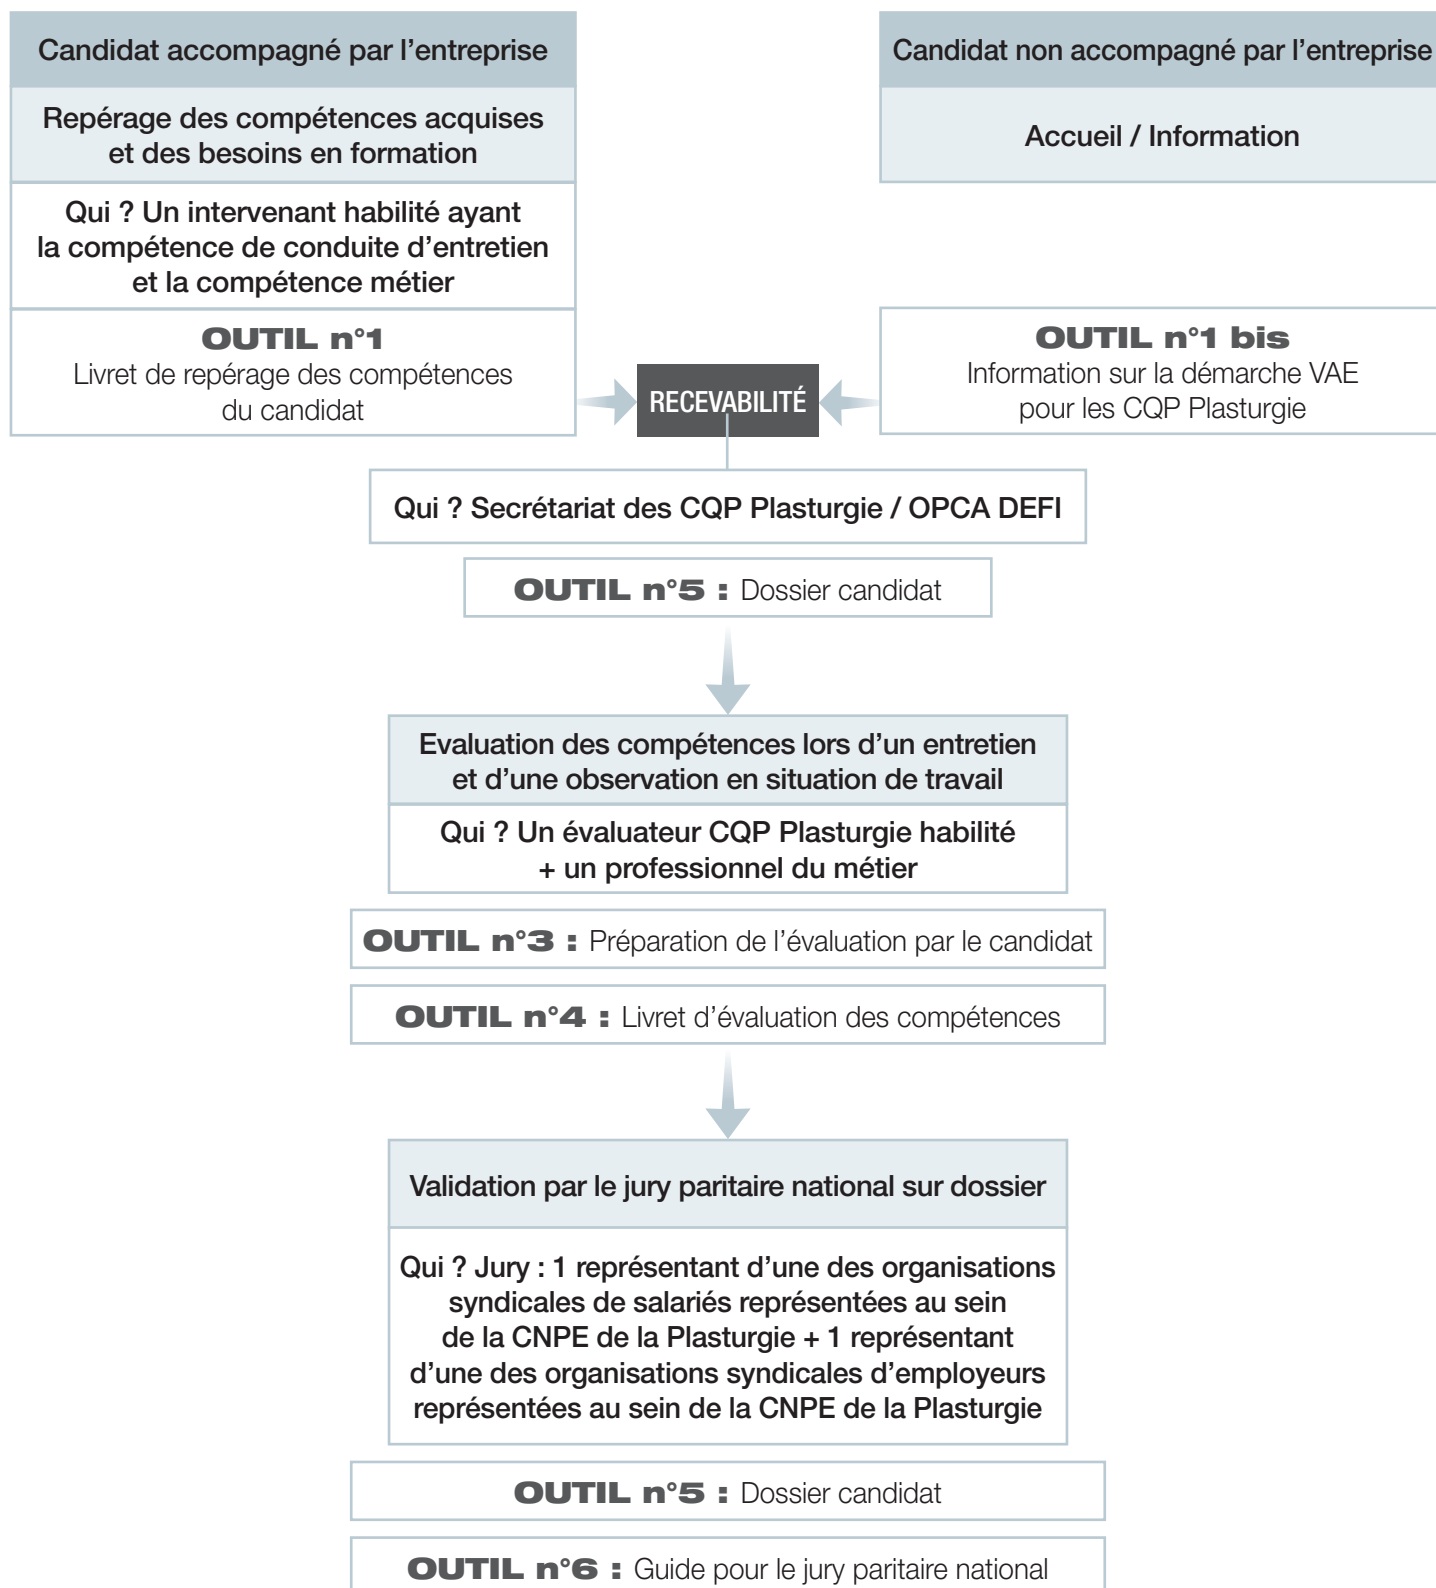 Candidat accompagné par l’entreprise
Repérage des compétences acquises
et des besoins en formation
Qui ? Un intervenant habilité ayant
la compétence de conduite d’entretien
et la compétence métier
OUTIL n°1
Livret de repérage des compétences
du candidat
Candidat non accompagné par l’entreprise
Accueil / Information
OUTIL n°1 bis
Information sur la démarche VAE
pour les CQP Plasturgie
RECEVABILITÉ
Qui ? Secrétariat des CQP Plasturgie / OPCA DEFI
OUTIL n°5 : Dossier candidat
Evaluation des compétences lors d’un entretien
et d’une observation en situation de travail
Qui ? Un évaluateur CQP Plasturgie habilité
+ un professionnel du métier
OUTIL n°3 : Préparation de l’évaluation par le candidat
OUTIL n°4 : Livret d’évaluation des compétences
Validation par le jury paritaire national sur dossier
Qui ? Jury : 1 représentant d’une des organisations
syndicales de salariés représentées au sein
de la CNPE de la Plasturgie + 1 représentant
d’une des organisations syndicales d’employeurs
représentées au sein de la CNPE de la Plasturgie
OUTIL n°5 : Dossier candidat
OUTIL n°6 : Guide pour le jury paritaire national